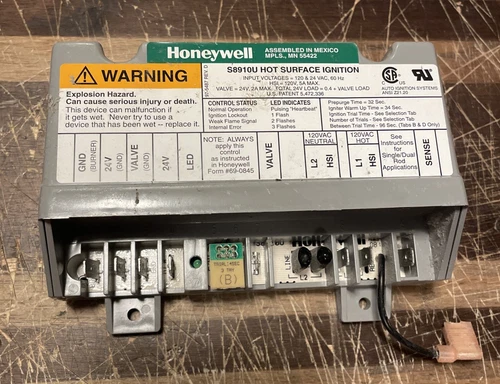 Honeywell
ASSEMBLED IN MEXICO
MPLS., MN 55422
WARNING
Explosion Hazard.
Can cause serious injury or death.
This device can malfunction if
it gets wet. Never try to use a
device that has been wet -- replace it.
S8910U HOT SURFACE IGNITION
INPUT VOLTAGES = 120 & 24 VAC, 60 Hz
HSI = 120V, 5A MAX.
VALVE = 24V, 2A MAX. TOTAL 24V LOAD = 0.4 + VALVE LOAD
U.S. PATENT 5,472,336
AUTO IGNITION SYSTEMS
ANSI Z21.20
CONTROL STATUS LED INDICATES
Normal Operation Pulsing "Heartbeat"
Ignition Lockout 1 Flash
Weak Flame Signal 2 Flashes
Internal Error 3 Flashes
Prepurge Time = 32 Sec.
Igniter Warm Up Time = 34 Sec.
Ignition Trial Time - See Selection Tab
Number of Trials - See Selection Tab
Between Trial Time - 96 Sec. (Tabs B & D Only)
GND
(BURNER)
24V
(GND)
VALVE
(GND)
24V
LED
NOTE: ALWAYS
apply this
control
as instructed
in Honeywell
Form #69-0845
VALVE
120VAC
NEUTRAL
L2
HSI
120VAC
HOT
L1
HSI
See
Instructions
for
Single/Dual
Rod
Applications
SENSE
(B)
LINE
L2